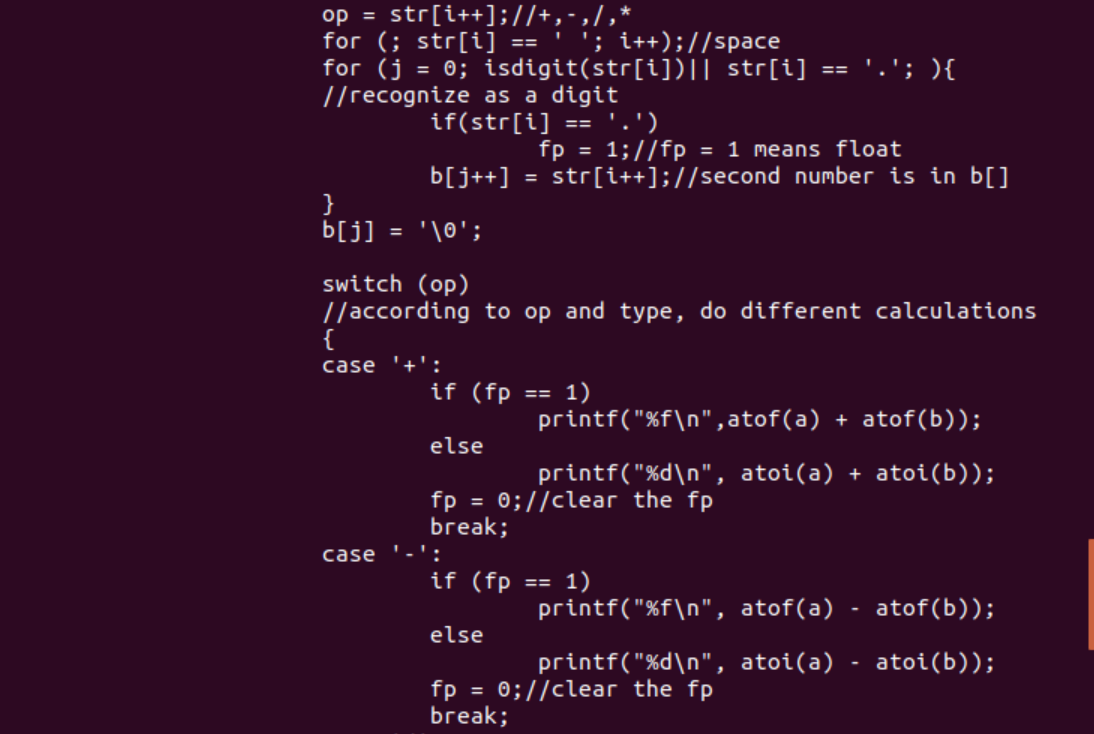 op = str[i++];//+,-,/,*
for (; str[i] == ' '; i++);//space
for (j = 0; isdigit(str[i])|| str[i] == '.'; ){
//recognize as a digit
if(str[i] == '.')
fp = 1;//fp = 1 means float
b[j++] = str[i++];//second number is in b[]
}
b[j] = '\0';
switch (op)
//according to op and type, do different calculations
{
case '+':
if (fp == 1)
printf("%f\n",atof(a) + atof(b));
else
printf("%d\n", atoi(a) + atoi(b));
fp = 0;//clear the fp
break;
case '-':
if (fp == 1)
printf("%f\n", atof(a) - atof(b));
else
printf("%d\n", atoi(a) - atoi(b));
fp = 0;//clear the fp
break;